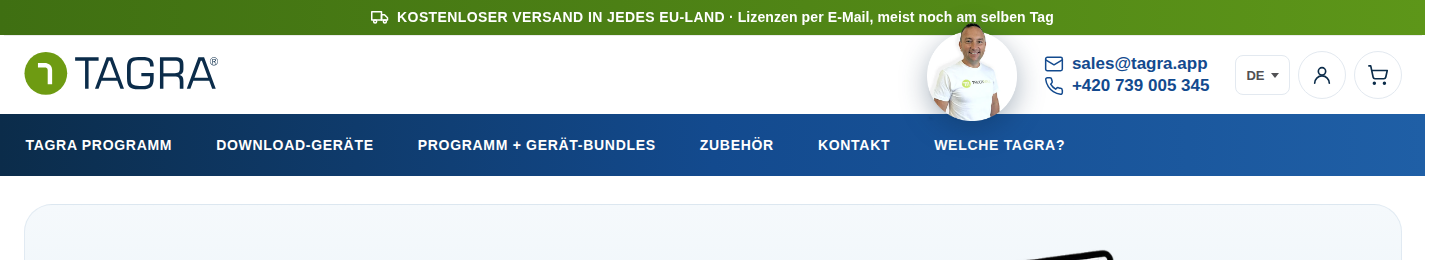 KOSTENLOSER VERSAND IN JEDES EU-LAND · Lizenzen per E-Mail, meist noch am selben Tag
TAGRA®
sales@tagra.app
+420 739 005 345
DE
TAGRA PROGRAMM DOWNLOAD-GERÄTE PROGRAMM + GERÄT-BUNDLES ZUBEHÖR KONTAKT WELCHE TAGRA?